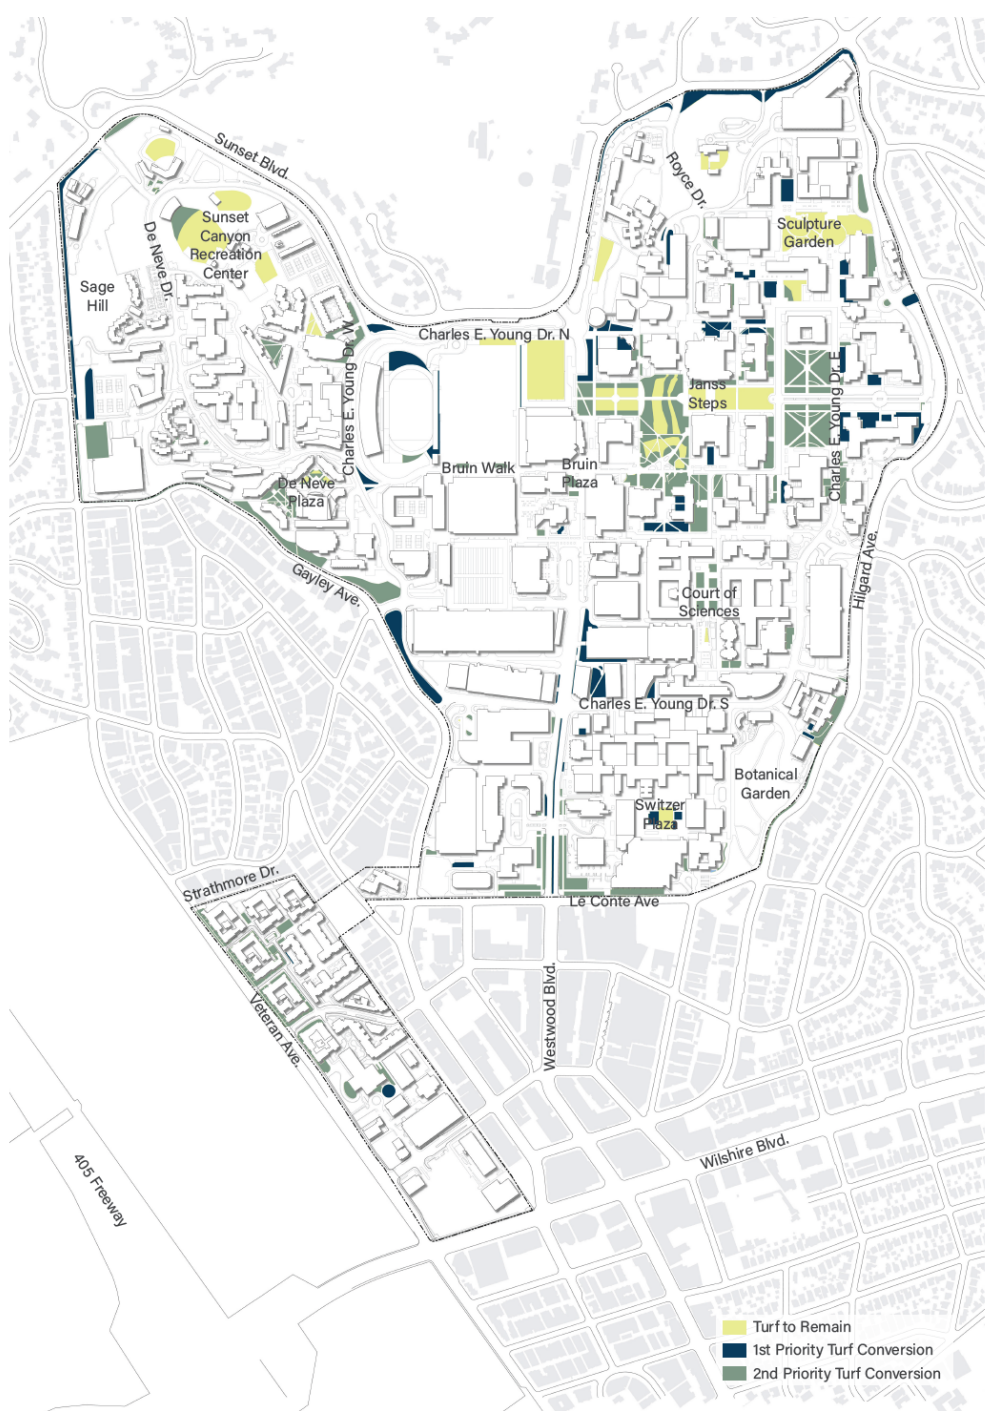 Sunset Blvd.
Royce Dr.
De Neve Dr.
Sunset
Canyon
Recreation
Center
Sculpture
Garden
Sage
Hill
Charles E. Young Dr. N
Charles E. Young Dr. W
Janss
Steps
Charles E. Young Dr. E
Bruin Walk
Bruin
Plaza
De Neve
Plaza
Hilgard Ave.
Gayley Ave.
Court of
Sciences
Charles E. Young Dr. S
Botanical
Garden
Switzer
Plaza
Strathmore Dr.
Le Conte Ave
Veteran Ave.
Westwood Blvd.
Wilshire Blvd.
405 Freeway
Turf to Remain
1st Priority Turf Conversion
2nd Priority Turf Conversion